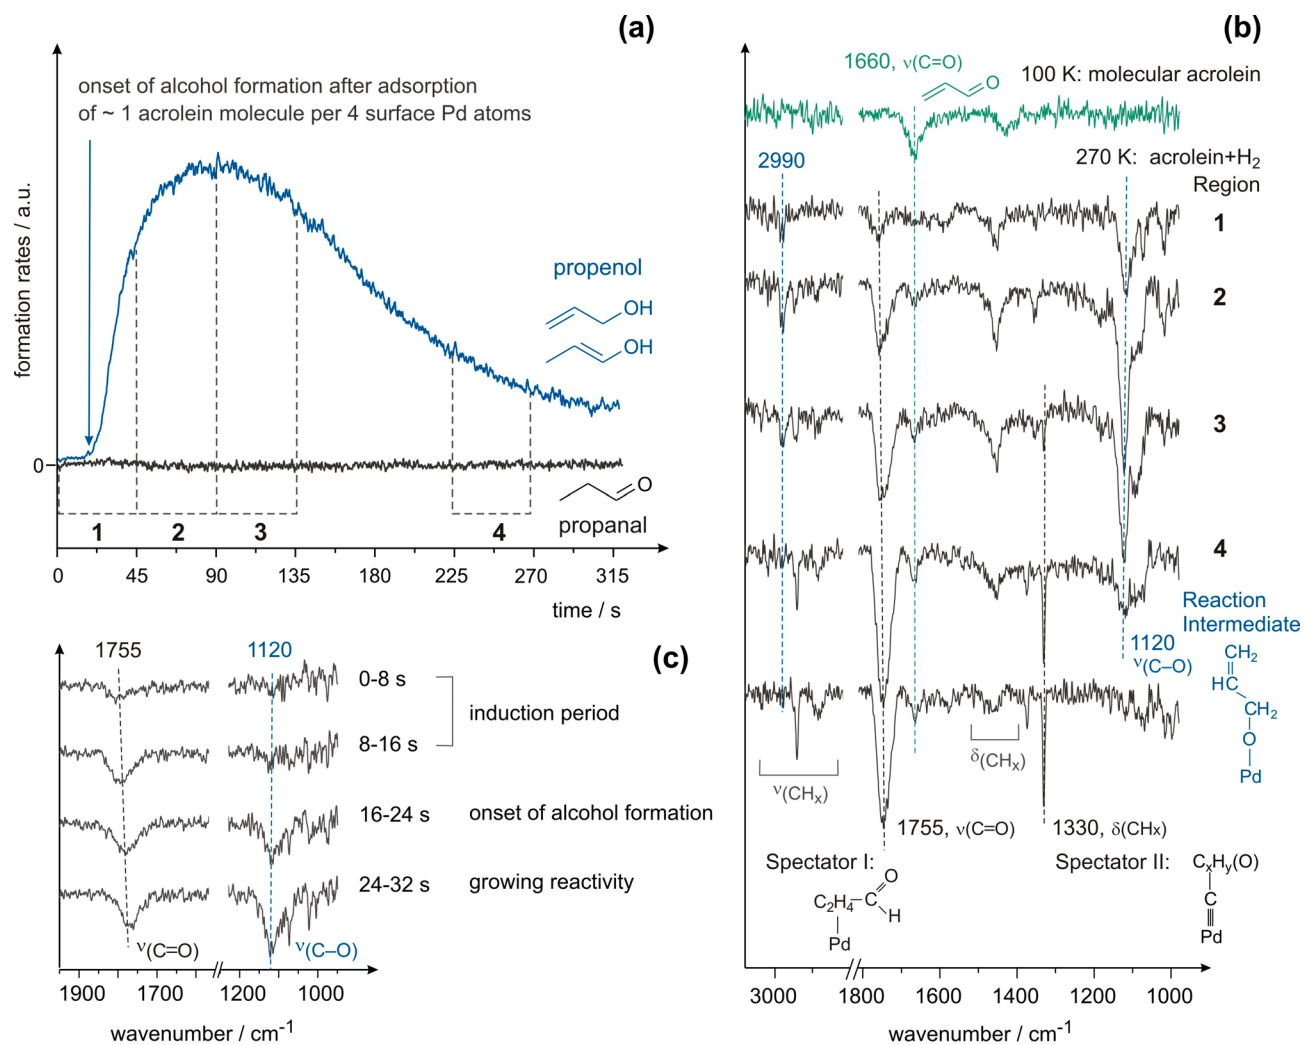 (a)
onset of alcohol formation after adsorption
of ~ 1 acrolein molecule per 4 surface Pd atoms
formation rates / a.u.
propenol
OH
OH
0
O
propanal
1
2
3
4
0
45
90
135
180
225
270
315
time / s
(b)
1660, ν(C=O)
O
100 K: molecular acrolein
2990
270 K: acrolein+H2
Region
1
2
3
4
Reaction
Intermediate
1120
ν(C–O)
CH2
HC
CH2
O
Pd
δ(CHx)
ν(CHx)
1755, ν(C=O)
1330, δ(CHx)
Spectator I:
O
C2H4–C
H
Pd
Spectator II:
CxHy(O)
C
Pd
3000
1800
1600
1400
1200
1000
wavenumber / cm-1
(c)
1755
1120
0-8 s
induction period
8-16 s
16-24 s
onset of alcohol formation
24-32 s
growing reactivity
ν(C=O)
ν(C–O)
1900
1700
1200
1000
wavenumber / cm-1